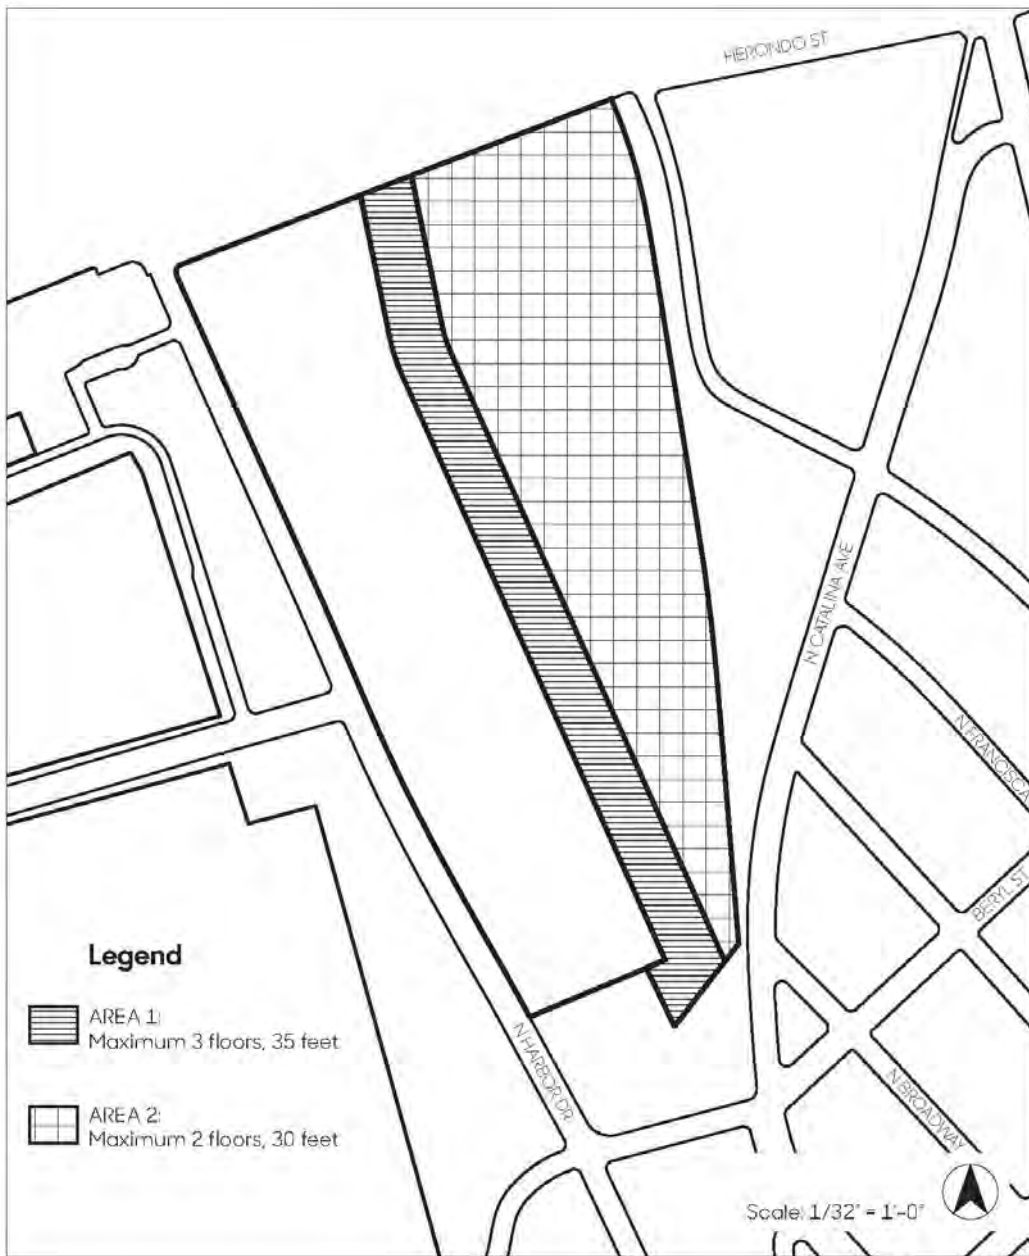 HERONDO ST
N CATALINA AVE
N FRANCISCA
BERYL ST
N HARBOR DR.
N BROADWAY
Legend
AREA 1:
Maximum 3 floors, 35 feet
AREA 2:
Maximum 2 floors, 30 feet
Scale: 1/32" = 1'-0"